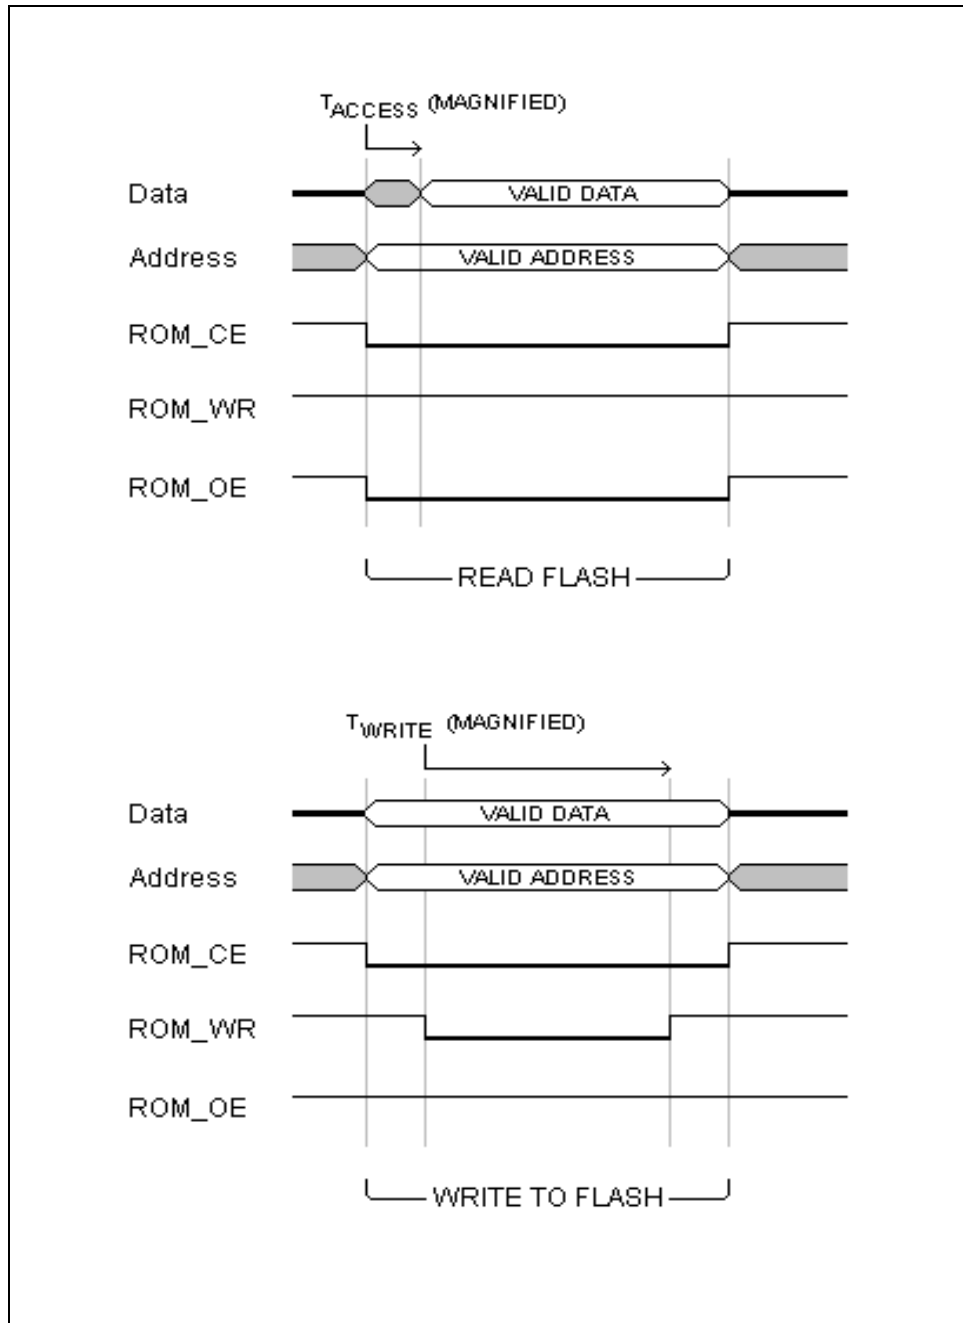 TACCESS (MAGNIFIED)
Data VALID DATA
Address VALID ADDRESS
ROM_CE
ROM_WR
ROM_OE
READ FLASH
TWRITE (MAGNIFIED)
Data VALID DATA
Address VALID ADDRESS
ROM_CE
ROM_WR
ROM_OE
WRITE TO FLASH